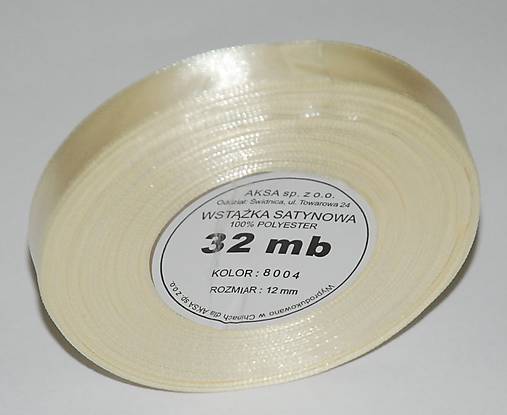 AKSA sp. z o.o.
Oddział: Świdnica, ul. Towarowa 24
WSTĄŻKA SATYNOWA
100% POLYESTER
32 mb
KOLOR : 8004
ROZMIAR : 12 mm
Wyprodukowano w Chinach dla AKSA sp. z o.o.